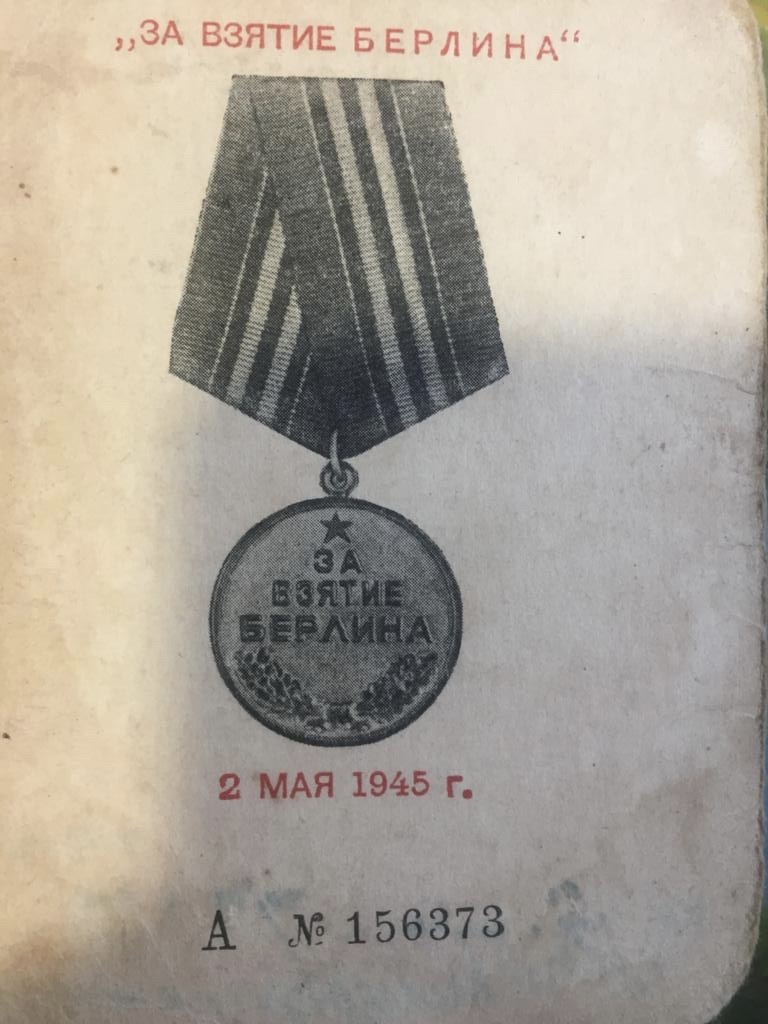 „ЗА ВЗЯТИЕ БЕРЛИНА“
ЗА
ВЗЯТИЕ
БЕРЛИНА
2 МАЯ 1945 г.
А № 156373